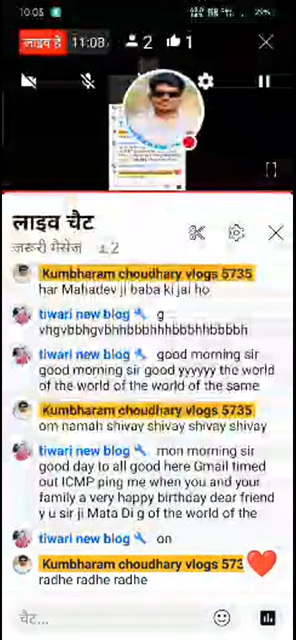 10:05
लाइव है 11:08 2 1
लाइव चैट
ज़रूरी मैसेज 2
Kumbharam choudhary vlogs 5735
har Mahadev ji baba ki jai ho
tiwari new blog g
vhgvbbhgvbhhbbhhhbbbhhbbbbh
tiwari new blog good morning sir
good morning sir good yyyyyy the world
of the world of the world of the same
Kumbharam choudhary vlogs 5735
om namah shivay shivay shivay shivay
tiwari new blog mon morning sir
good day to all good here Gmail timed
out ICMP ping me when you and your
family a very happy birthday dear friend
y u sir ji Mata Di g of the world of the
tiwari new blog on
Kumbharam choudhary vlogs 573
radhe radhe radhe
चैट...